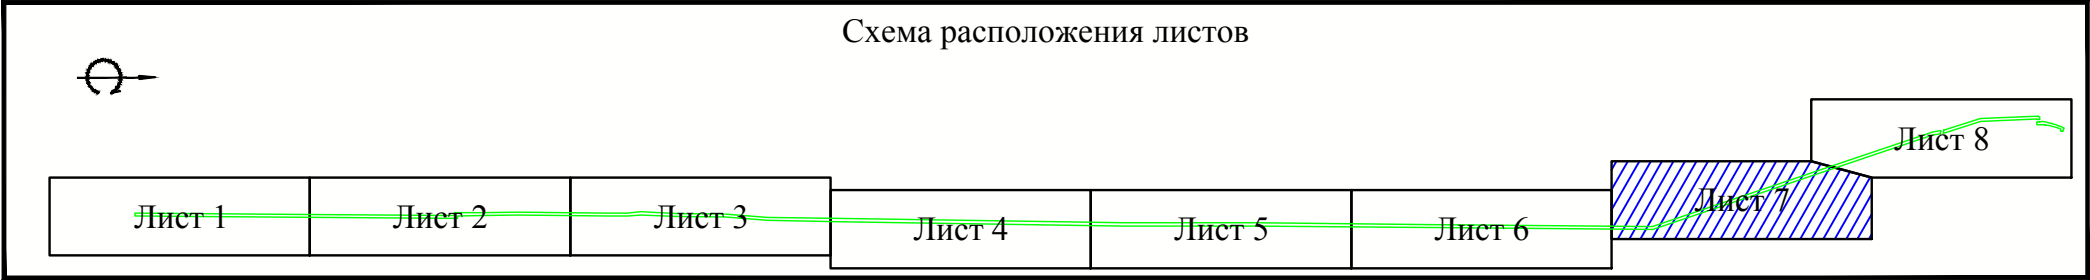 Схема расположения листов
Лист 1
Лист 2
Лист 3
Лист 4
Лист 5
Лист 6
Лист 7
Лист 8